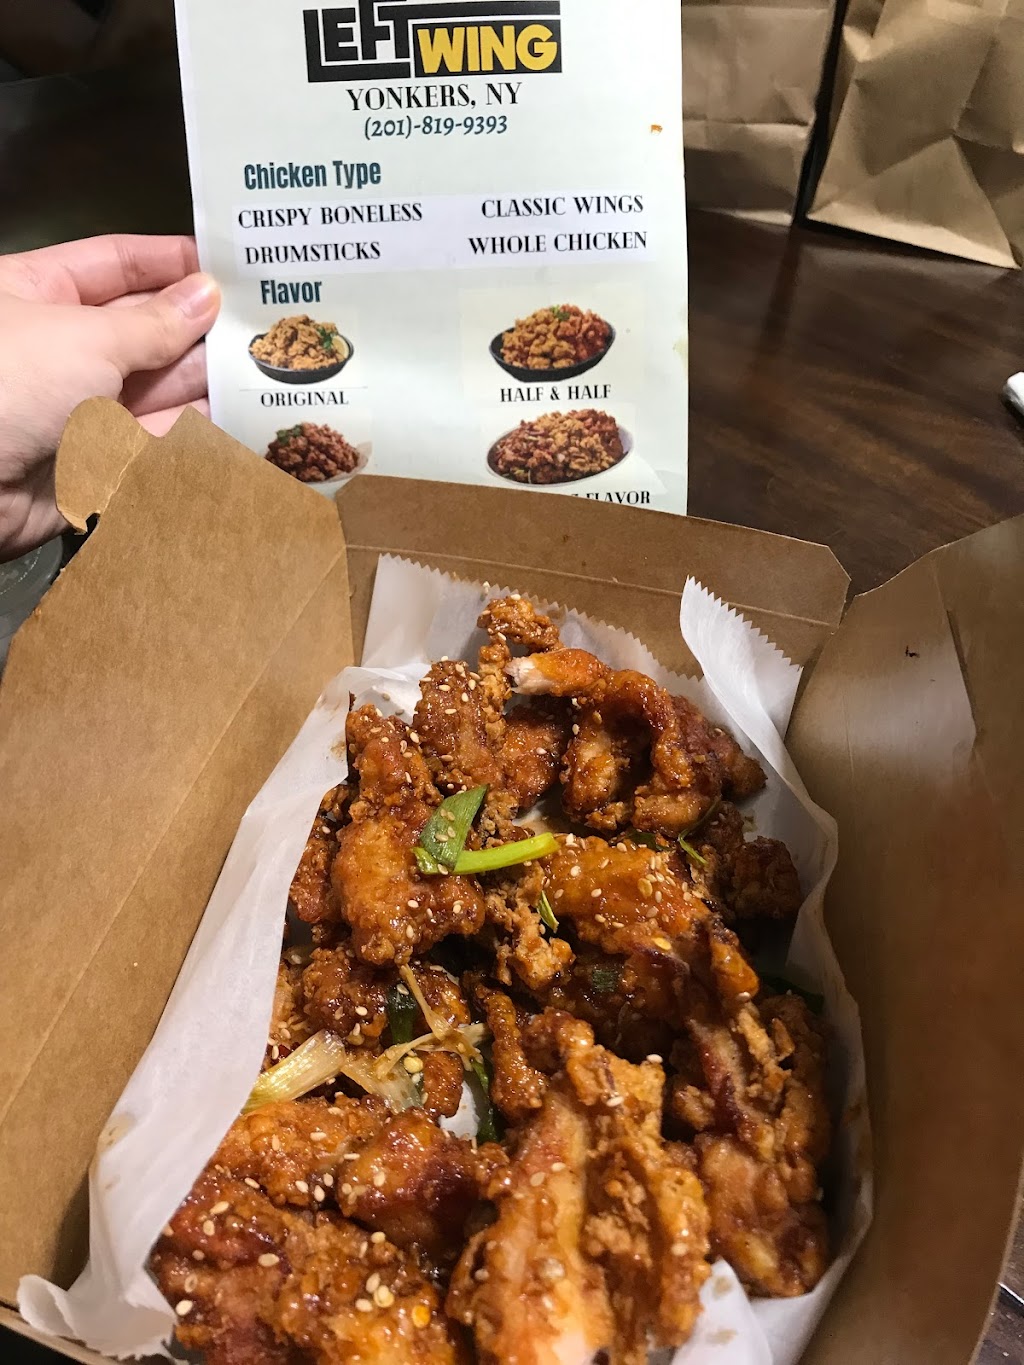 LEFT WING
YONKERS, NY
(201)-819-9393
Chicken Type
CRISPY BONELESS CLASSIC WINGS
DRUMSTICKS WHOLE CHICKEN
Flavor
ORIGINAL HALF & HALF
FLAVOR